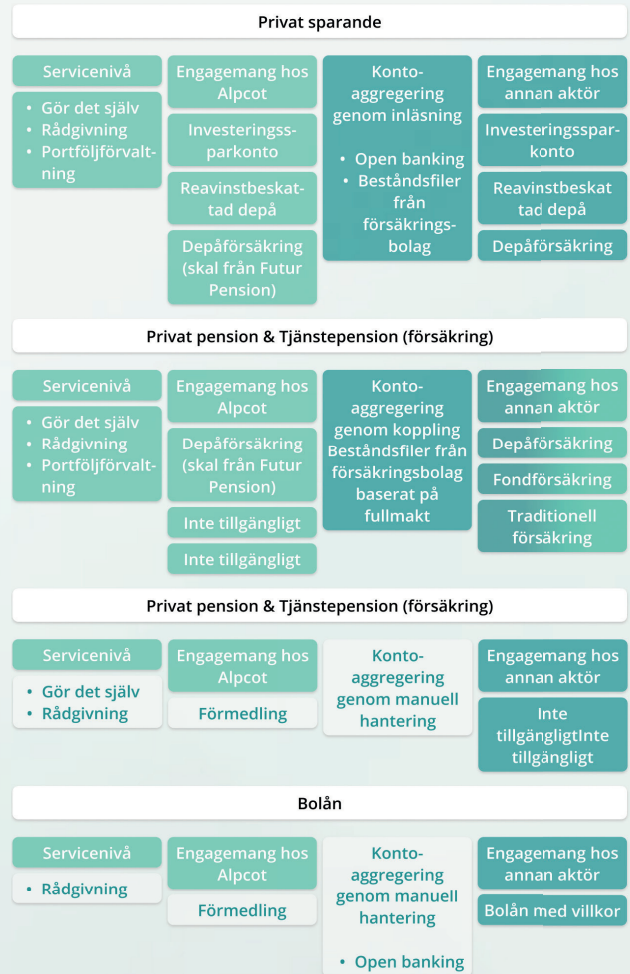 Privat sparande
Servicenivå
• Gör det själv
• Rådgivning
• Portföljförvalt-
ning
Engagemang hos
Alpcot
Investeringss-
parkonto
Reavinstbeskat-
tad depå
Depåförsäkring
(skal från Futur
Pension)
Konto-
aggregering
genom inläsning
• Open banking
• Beståndsfiler
från
försäkrings-
bolag
Engagemang hos
annan aktör
Investeringsspar-
konto
Reavinstbeskat
tad depå
Depåförsäkring
Privat pension & Tjänstepension (försäkring)
Servicenivå
• Gör det själv
• Rådgivning
• Portföljförvalt-
ning
Engagemang hos
Alpcot
Depåförsäkring
(skal från Futur
Pension)
Inte tillgängligt
Inte tillgängligt
Konto-
aggregering
genom koppling
Beståndsfiler från
försäkringsbolag
baserat på
fullmakt
Engagemang hos
annan aktör
Depåförsäkring
Fondförsäkring
Traditionell
försäkring
Privat pension & Tjänstepension (försäkring)
Servicenivå
• Gör det själv
• Rådgivning
Engagemang hos
Alpcot
Förmedling
Konto-
aggregering
genom manuell
hantering
Engagemang hos
annan aktör
Inte
tillgängligtInte
tillgängligt
Bolån
Servicenivå
• Rådgivning
Engagemang hos
Alpcot
Förmedling
Konto-
aggregering
genom manuell
hantering
• Open banking
Engagemang hos
annan aktör
Bolån med villkor